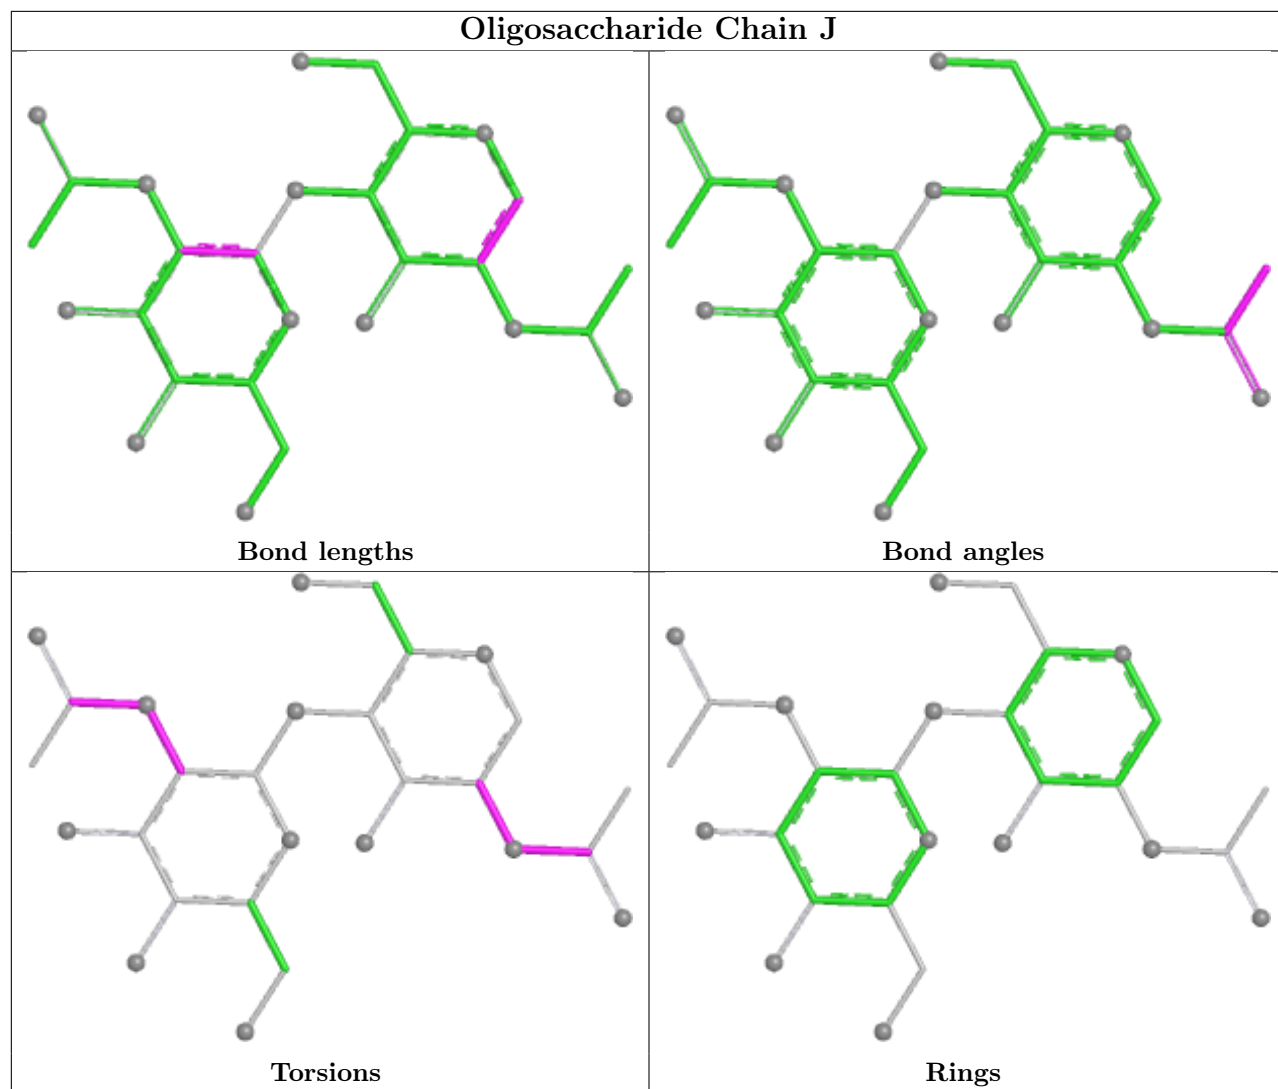 Oligosaccharide Chain J
Bond lengths
Bond angles
Torsions
Rings